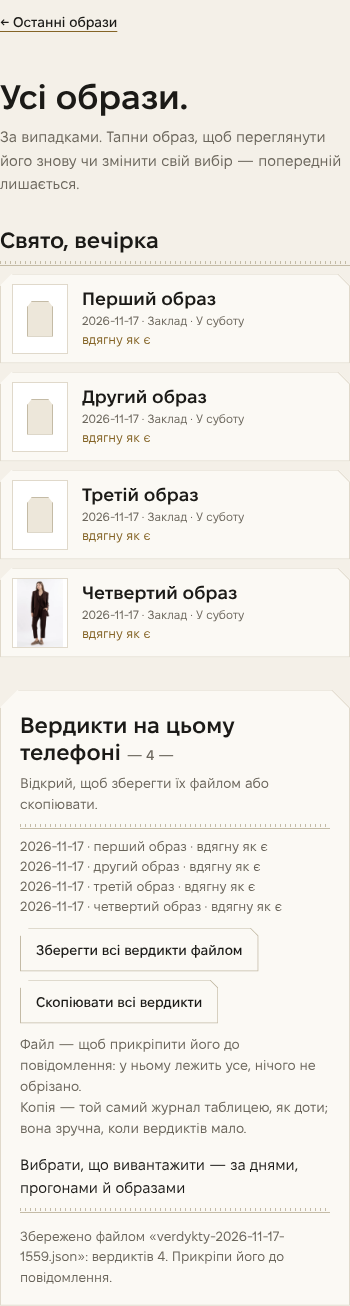 ← Останні образи
Усі образи.
За випадками. Тапни образ, щоб переглянути
його знову чи змінити свій вибір — попередній
лишається.
Свято, вечірка
Перший образ
2026-11-17 · Заклад · У суботу
вдягну як є
Другий образ
2026-11-17 · Заклад · У суботу
вдягну як є
Третій образ
2026-11-17 · Заклад · У суботу
вдягну як є
Четвертий образ
2026-11-17 · Заклад · У суботу
вдягну як є
Вердикти на цьому
телефоні — 4 —
Відкрий, щоб зберегти їх файлом або
скопіювати.
2026-11-17 · перший образ · вдягну як є
2026-11-17 · другий образ · вдягну як є
2026-11-17 · третій образ · вдягну як є
2026-11-17 · четвертий образ · вдягну як є
Зберегти всі вердикти файлом
Скопіювати всі вердикти
Файл — щоб прикріпити його до
повідомлення: у ньому лежить усе, нічого не
обрізано.
Копія — той самий журнал таблицею, як доти;
вона зручна, коли вердиктів мало.
Вибрати, що вивантажити — за днями,
прогонами й образами
Збережено файлом «verdykty-2026-11-17-
1559.json»: вердиктів 4. Прикріпи його до
повідомлення.